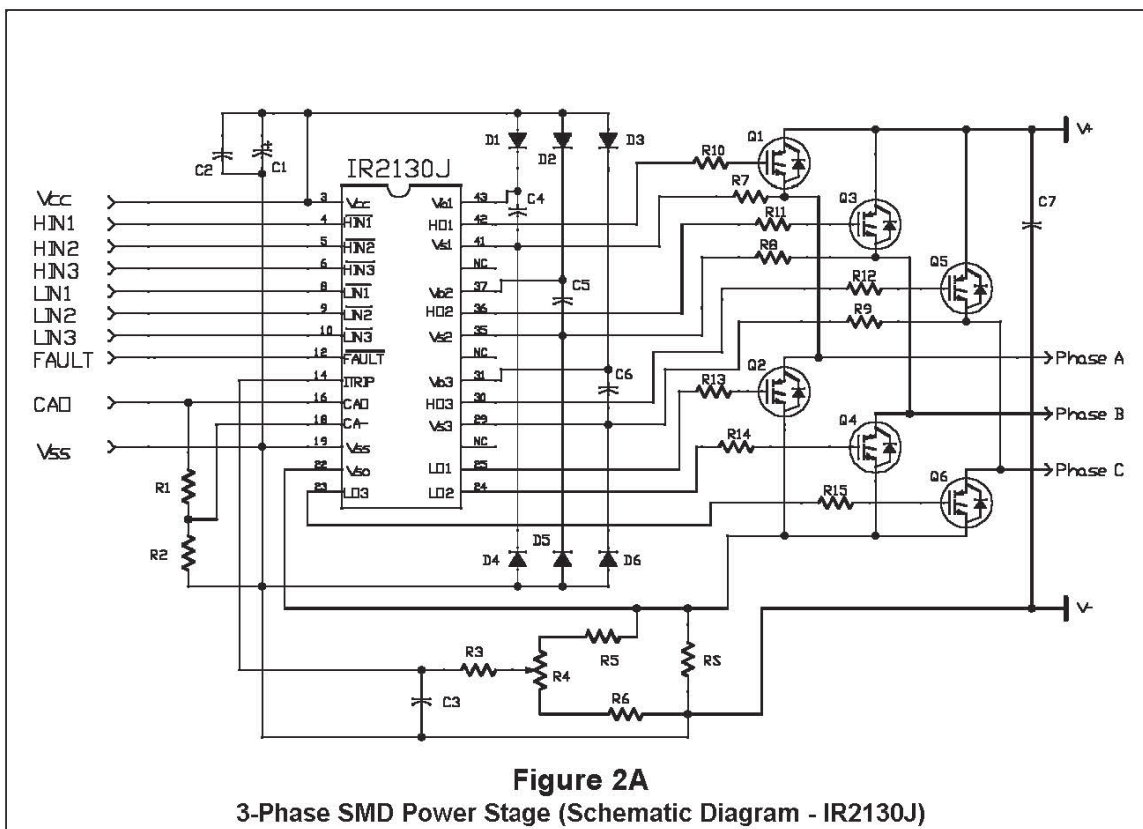 IR2130J
Vcc
HIN1
HIN2
HIN3
LIN1
LIN2
LIN3
FAULT
CAO
Vss
3 Vcc
4 HIN1
5 HIN2
6 HIN3
8 LIN1
9 LIN2
10 LIN3
12 FAULT
14 ITRIP
16 CAO
18 CA-
19 Vss
22 Vso
23 LO3
Vb1 43
HO1 42
Vs1 41
NC
Vb2 37
HO2 36
Vs2 35
NC
Vb3 31
HO3 30
Vs3 29
NC
LO1 25
LO2 24
C2
C1
+
D1
D2
D3
C4
C5
C6
D4
D5
D6
R10
R7
R11
R8
R12
R9
R13
R14
R15
Q1
Q3
Q5
Q2
Q4
Q6
C7
V+
Phase A
Phase B
Phase C
V-
R1
R2
R3
R4
R5
R6
RS
C3
Figure 2A
3-Phase SMD Power Stage (Schematic Diagram - IR2130J)